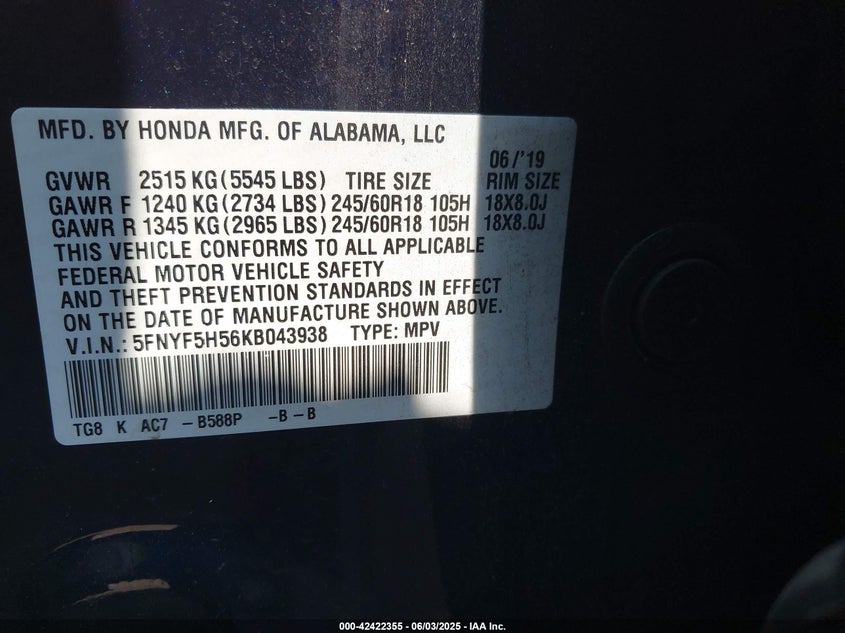 MFD. BY HONDA MFG. OF ALABAMA, LLC
06/'19
GVWR 2515 KG (5545 LBS) TIRE SIZE RIM SIZE
GAWR F 1240 KG (2734 LBS) 245/60R18 105H 18X8.0J
GAWR R 1345 KG (2965 LBS) 245/60R18 105H 18X8.0J
THIS VEHICLE CONFORMS TO ALL APPLICABLE
FEDERAL MOTOR VEHICLE SAFETY
AND THEFT PREVENTION STANDARDS IN EFFECT
ON THE DATE OF MANUFACTURE SHOWN ABOVE.
V.I.N.: 5FNYF5H56KB043938 TYPE: MPV
TG8 K AC7 - B588P - B - B
000-42422355 | 06/03/2025 - IAA Inc.